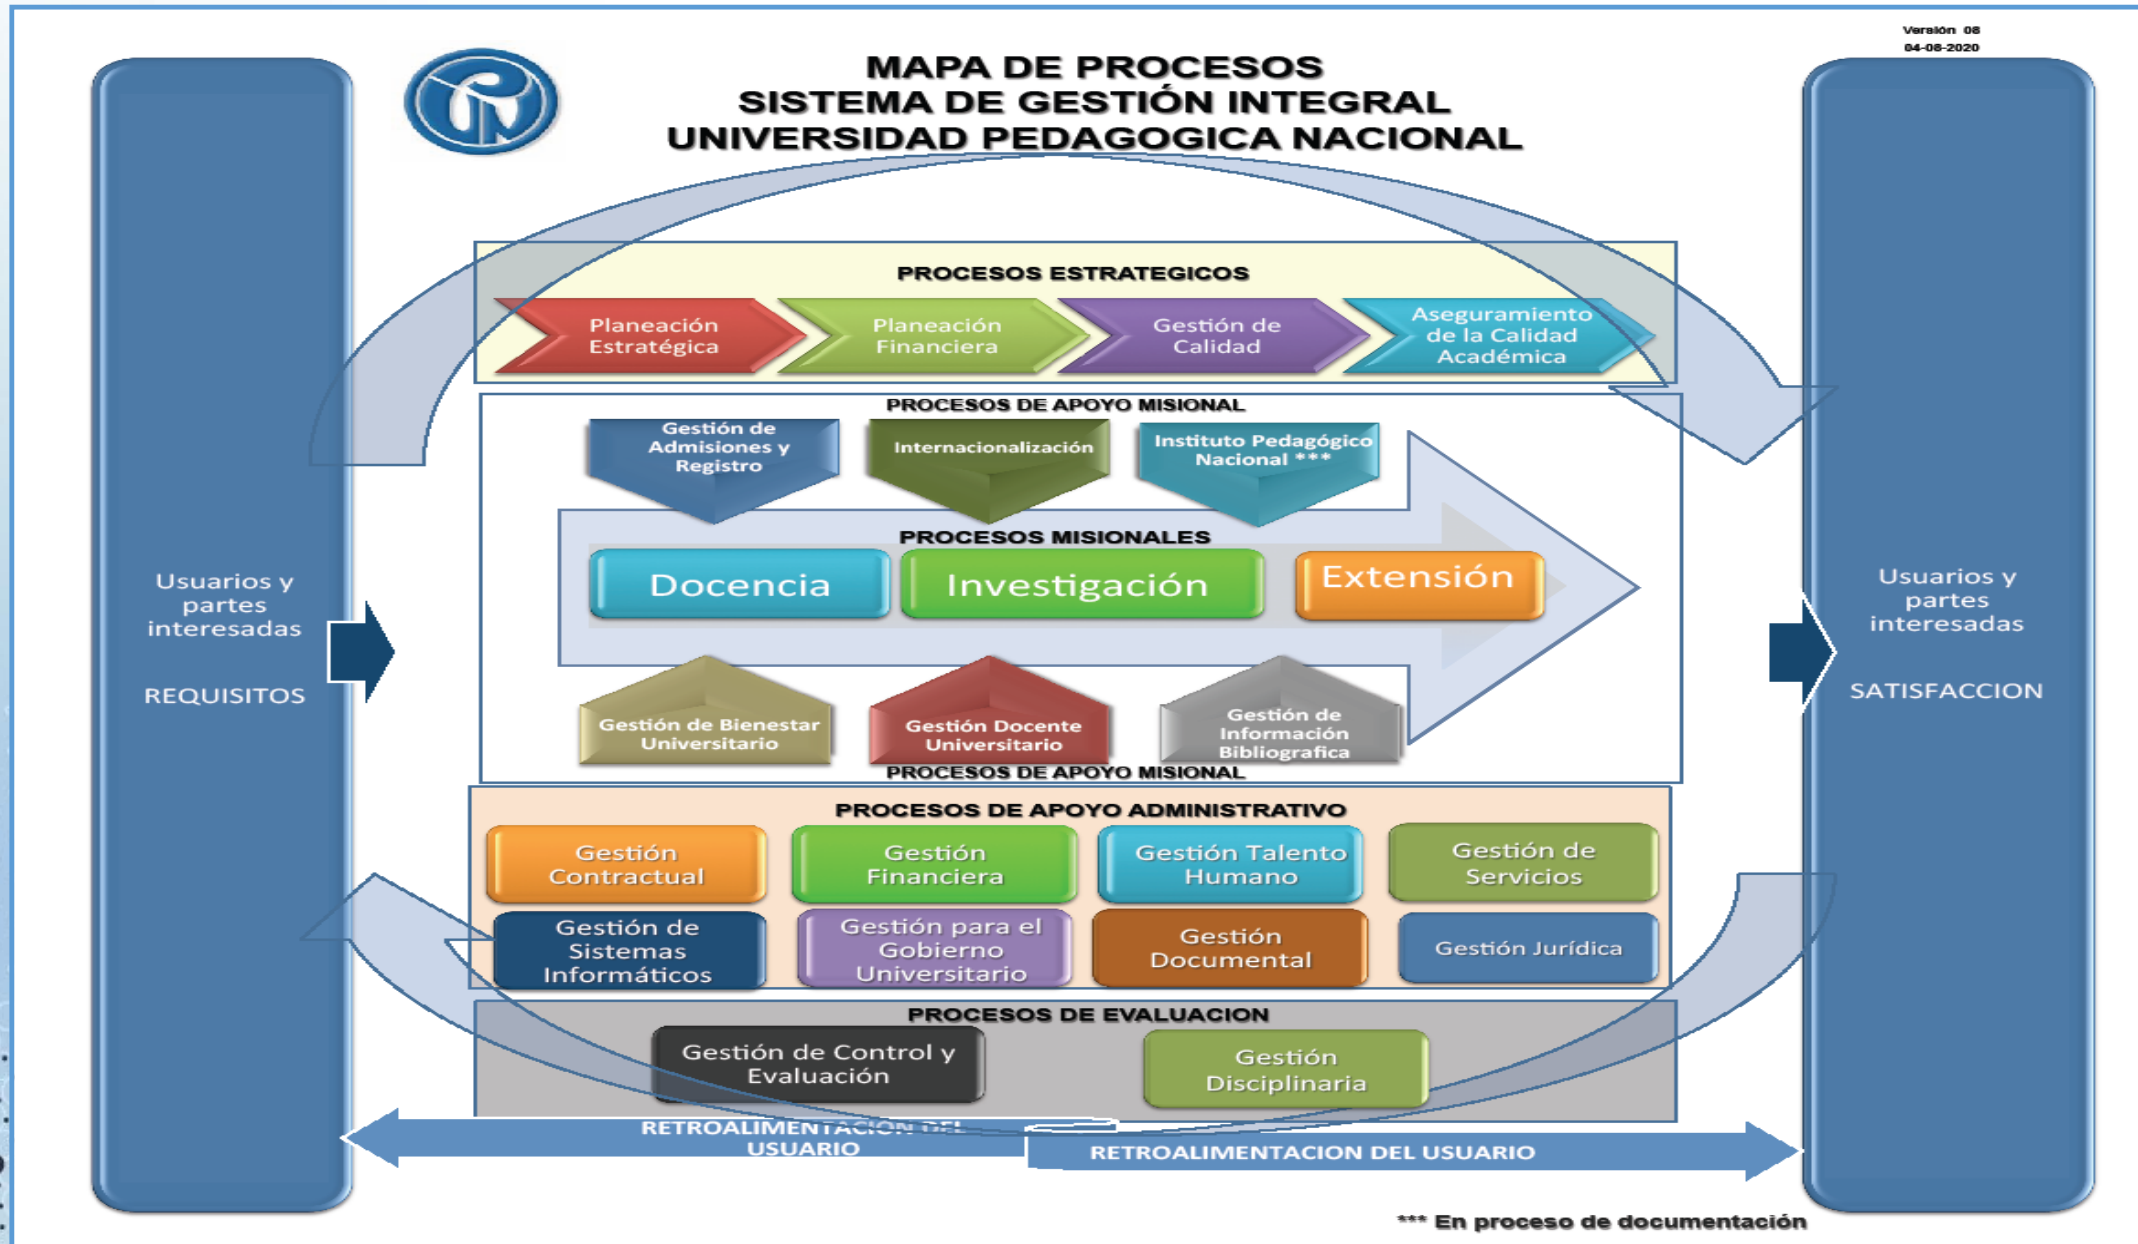 Versión 08
04-08-2020
MAPA DE PROCESOS
SISTEMA DE GESTIÓN INTEGRAL
UNIVERSIDAD PEDAGOGICA NACIONAL
Usuarios y
partes
interesadas
REQUISITOS
PROCESOS ESTRATEGICOS
Planeación
Estratégica
Planeación
Financiera
Gestión de
Calidad
Aseguramiento
de la Calidad
Académica
PROCESOS DE APOYO MISIONAL
Gestión de
Admisiones y
Registro
Internacionalización
Instituto Pedagógico
Nacional ***
PROCESOS MISIONALES
Docencia
Investigación
Extensión
Gestión de Bienestar
Universitario
Gestión Docente
Universitario
Gestión de
Información
Bibliografica
PROCESOS DE APOYO MISIONAL
PROCESOS DE APOYO ADMINISTRATIVO
Gestión
Contractual
Gestión
Financiera
Gestión Talento
Humano
Gestión de
Servicios
Gestión de
Sistemas
Informáticos
Gestión para el
Gobierno
Universitario
Gestión
Documental
Gestión Jurídica
PROCESOS DE EVALUACION
Gestión de Control y
Evaluación
Gestión
Disciplinaria
RETROALIMENTACION DEL
USUARIO
RETROALIMENTACION DEL USUARIO
Usuarios y
partes
interesadas
SATISFACCION
*** En proceso de documentación